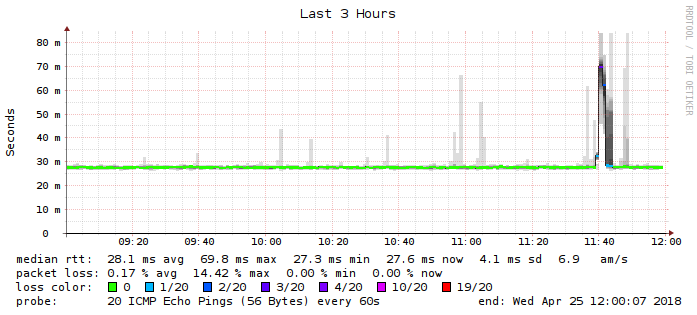 Last 3 Hours
RRDTOOL / TOBI OETIKER
Seconds
80 m
70 m
60 m
50 m
40 m
30 m
20 m
10 m
0
09:20 09:40 10:00 10:20 10:40 11:00 11:20 11:40 12:00
median rtt: 28.1 ms avg 69.8 ms max 27.3 ms min 27.6 ms now 4.1 ms sd 6.9 am/s
packet loss: 0.17 % avg 14.42 % max 0.00 % min 0.00 % now
loss color: 0 1/20 2/20 3/20 4/20 10/20 19/20
probe: 20 ICMP Echo Pings (56 Bytes) every 60s end: Wed Apr 25 12:00:07 2018